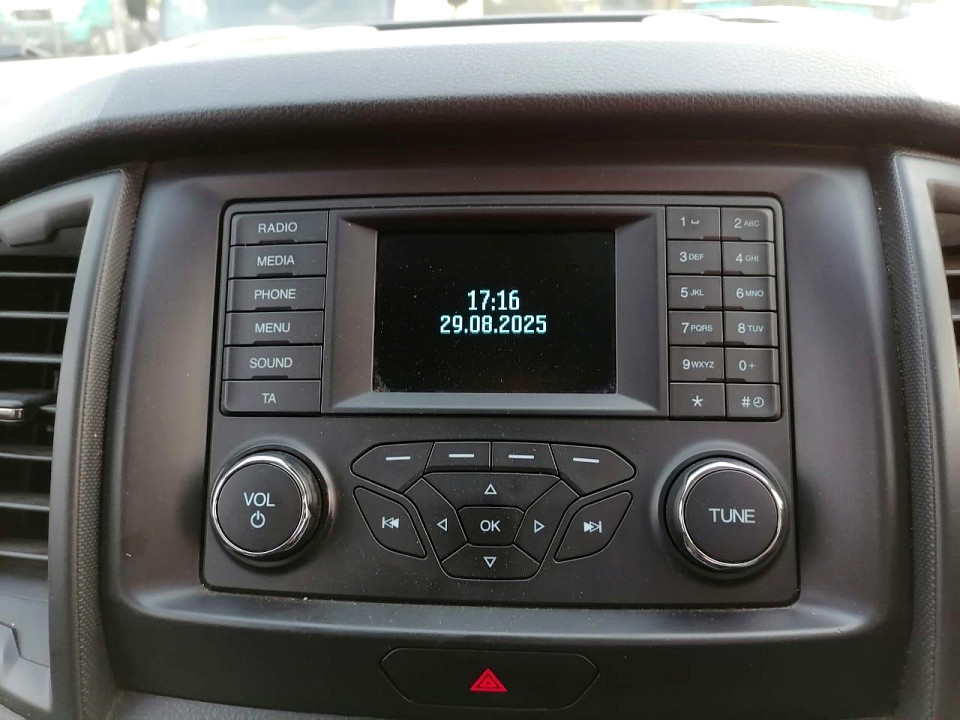 RADIO
MEDIA
PHONE
MENU
SOUND
TA
17:16
29.08.2025
1 ⎵
2 ABC
3 DEF
4 GHI
5 JKL
6 MNO
7 PQRS
8 TUV
9 WXYZ
0 +
*
#
VOL
OK
TUNE